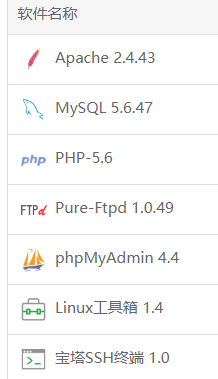 软件名称
Apache 2.4.43
MySQL 5.6.47
php PHP-5.6
FTPd Pure-Ftpd 1.0.49
phpMyAdmin 4.4
Linux工具箱 1.4
宝塔SSH终端 1.0